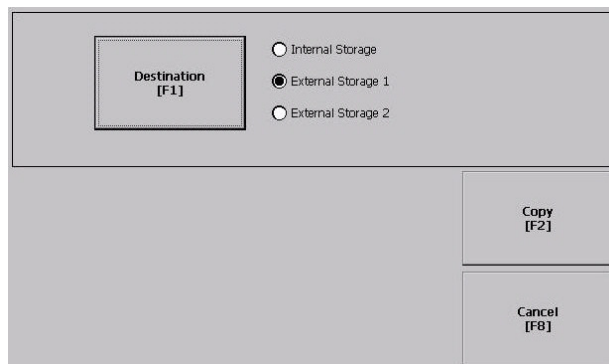 Destination
[F1]
Internal Storage
External Storage 1
External Storage 2
Copy
[F2]
Cancel
[F8]